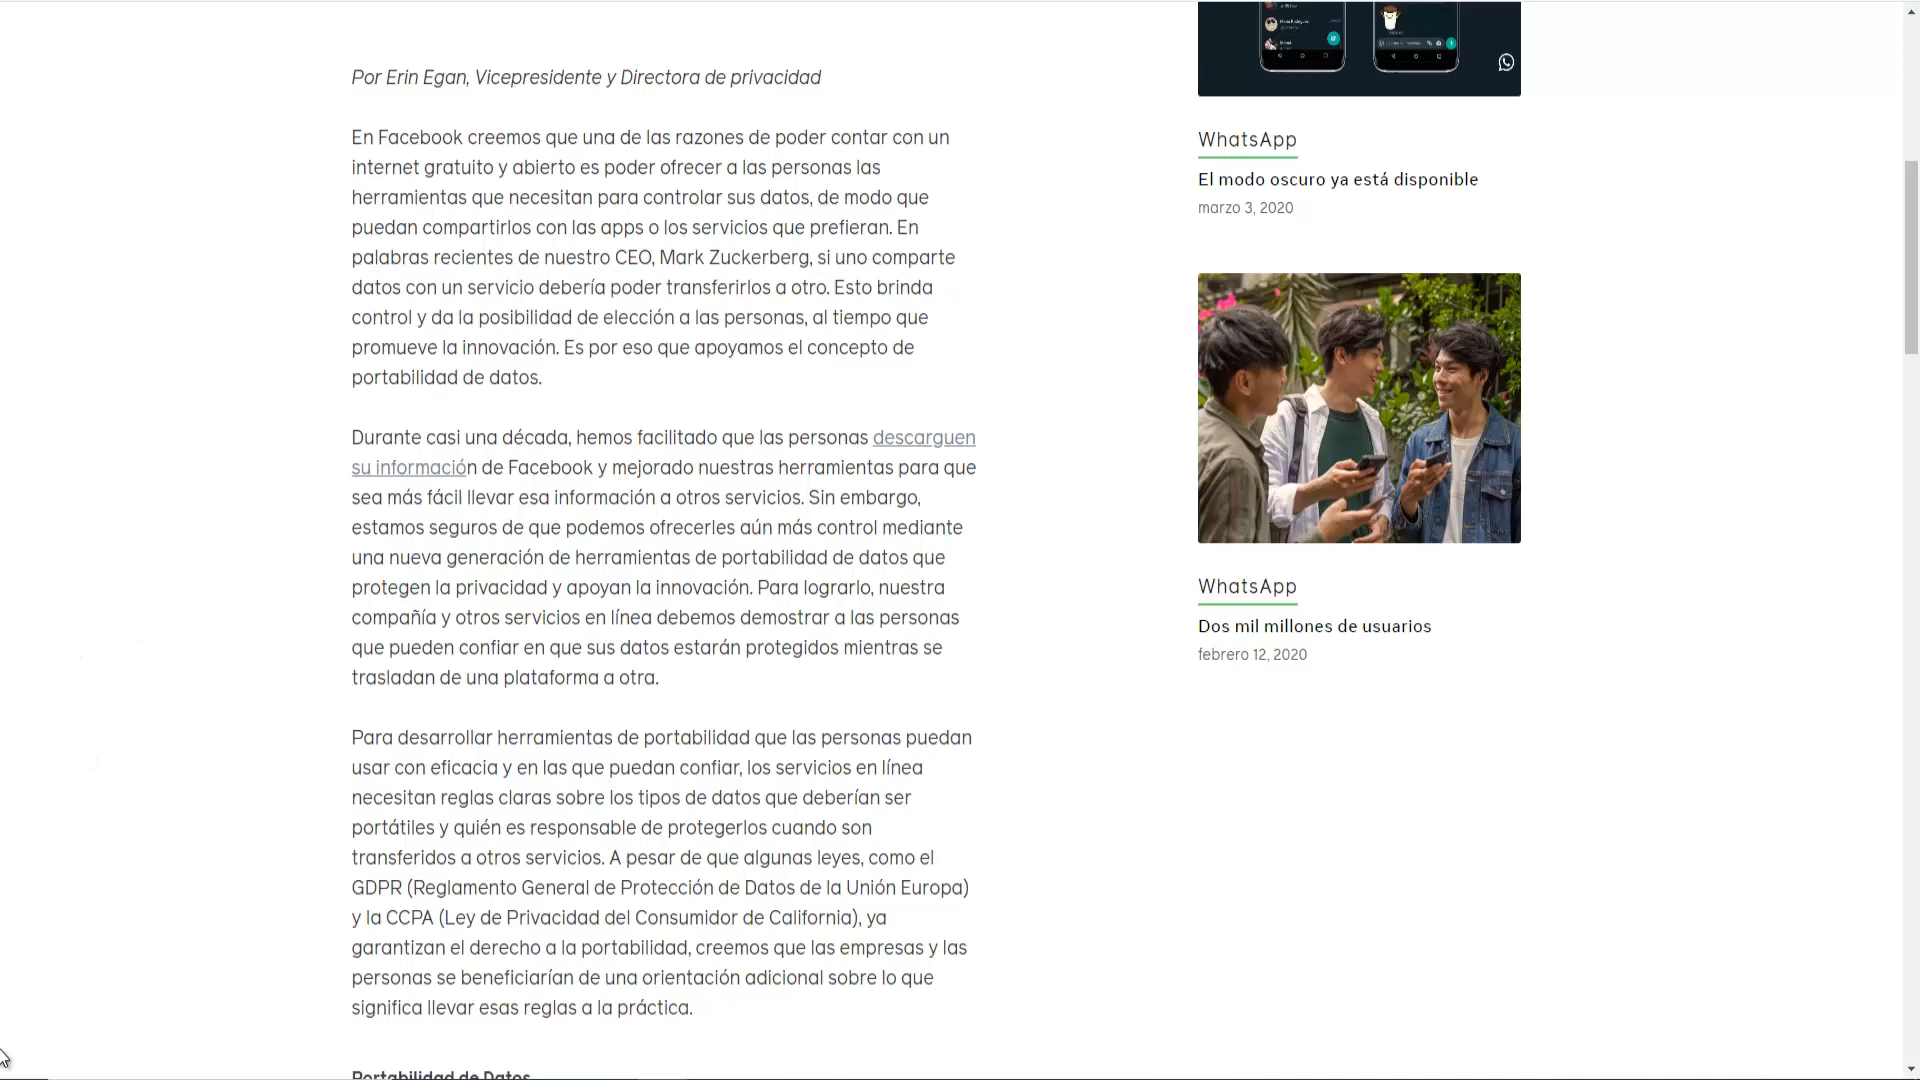 Por Erin Egan, Vicepresidente y Directora de privacidad
En Facebook creemos que una de las razones de poder contar con un
internet gratuito y abierto es poder ofrecer a las personas las
herramientas que necesitan para controlar sus datos, de modo que
puedan compartirlos con las apps o los servicios que prefieran. En
palabras recientes de nuestro CEO, Mark Zuckerberg, si uno comparte
datos con un servicio debería poder transferirlos a otro. Esto brinda
control y da la posibilidad de elección a las personas, al tiempo que
promueve la innovación. Es por eso que apoyamos el concepto de
portabilidad de datos.
Durante casi una década, hemos facilitado que las personas descarguen
su información de Facebook y mejorado nuestras herramientas para que
sea más fácil llevar esa información a otros servicios. Sin embargo,
estamos seguros de que podemos ofrecerles aún más control mediante
una nueva generación de herramientas de portabilidad de datos que
protegen la privacidad y apoyan la innovación. Para lograrlo, nuestra
compañía y otros servicios en línea debemos demostrar a las personas
que pueden confiar en que sus datos estarán protegidos mientras se
trasladan de una plataforma a otra.
Para desarrollar herramientas de portabilidad que las personas puedan
usar con eficacia y en las que puedan confiar, los servicios en línea
necesitan reglas claras sobre los tipos de datos que deberían ser
portátiles y quién es responsable de protegerlos cuando son
transferidos a otros servicios. A pesar de que algunas leyes, como el
GDPR (Reglamento General de Protección de Datos de la Unión Europa)
y la CCPA (Ley de Privacidad del Consumidor de California), ya
garantizan el derecho a la portabilidad, creemos que las empresas y las
personas se beneficiarían de una orientación adicional sobre lo que
significa llevar esas reglas a la práctica.
Portabilidad de Datos
WhatsApp
El modo oscuro ya está disponible
marzo 3, 2020
WhatsApp
Dos mil millones de usuarios
febrero 12, 2020